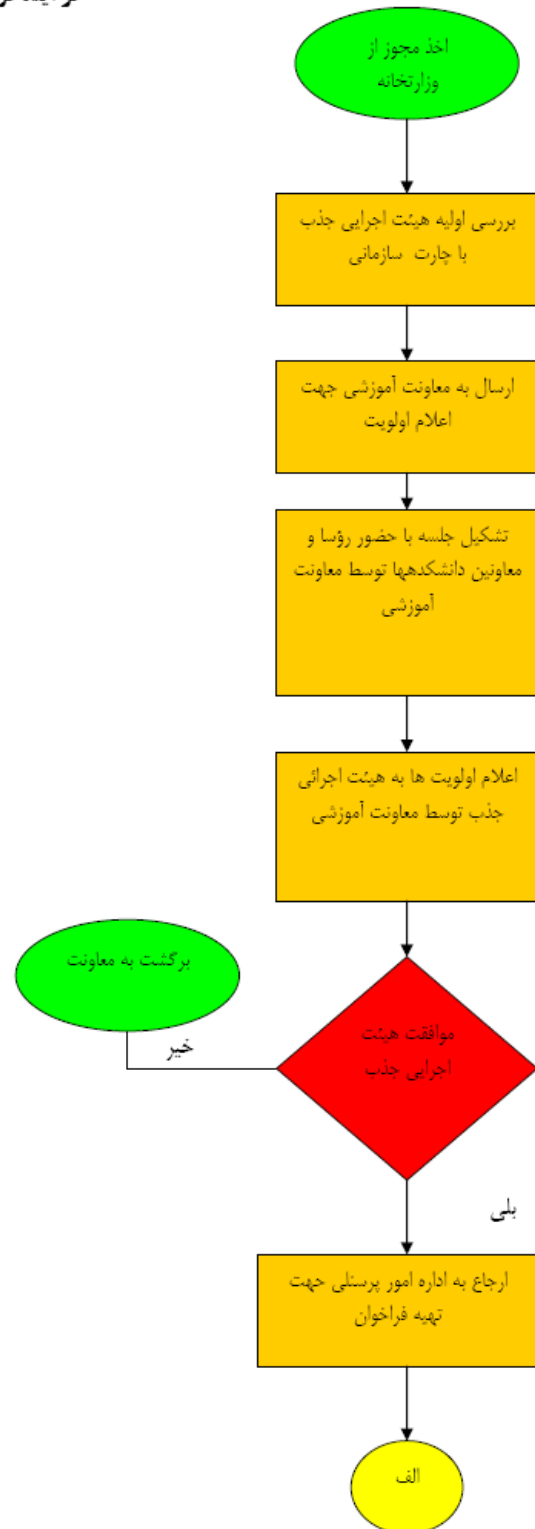 اخذ مجوز از
وزارتخانه
بررسی اولیه هیئت اجرایی جذب
با چارت سازمانی
ارسال به معاونت آموزشی جهت
اعلام اولویت
تشکیل جلسه با حضور رؤسا و
معاونین دانشکدهها توسط معاونت
آموزشی
اعلام اولویت ها به هیئت اجرائی
جذب توسط معاونت آموزشی
برگشت به معاونت
خیر
موافقت هیئت
اجرایی جذب
بلی
ارجاع به اداره امور پرسنلی جهت
تهیه فراخوان
الف